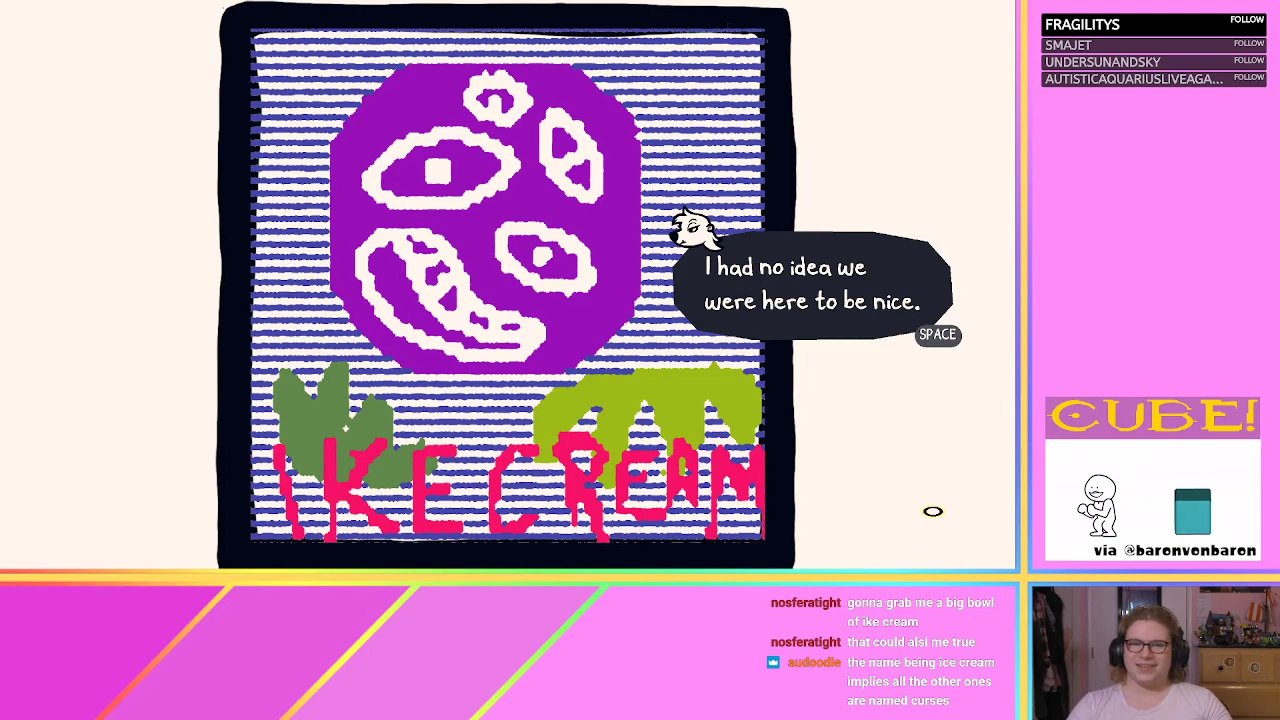 FRAGILITYS FOLLOW
SMAJET FOLLOW
UNDERSUNANDSKY FOLLOW
AUTISTICAQUARIUSLIVEAGA... FOLLOW
I had no idea we
were here to be nice.
SPACE
IKE CREAM
CUBE!
via @baronvonbaron
nosferatight gonna grab me a big bowl
of ike cream
nosferatight that could alsi me true
audoodle the name being ice cream
implies all the other ones
are named curses